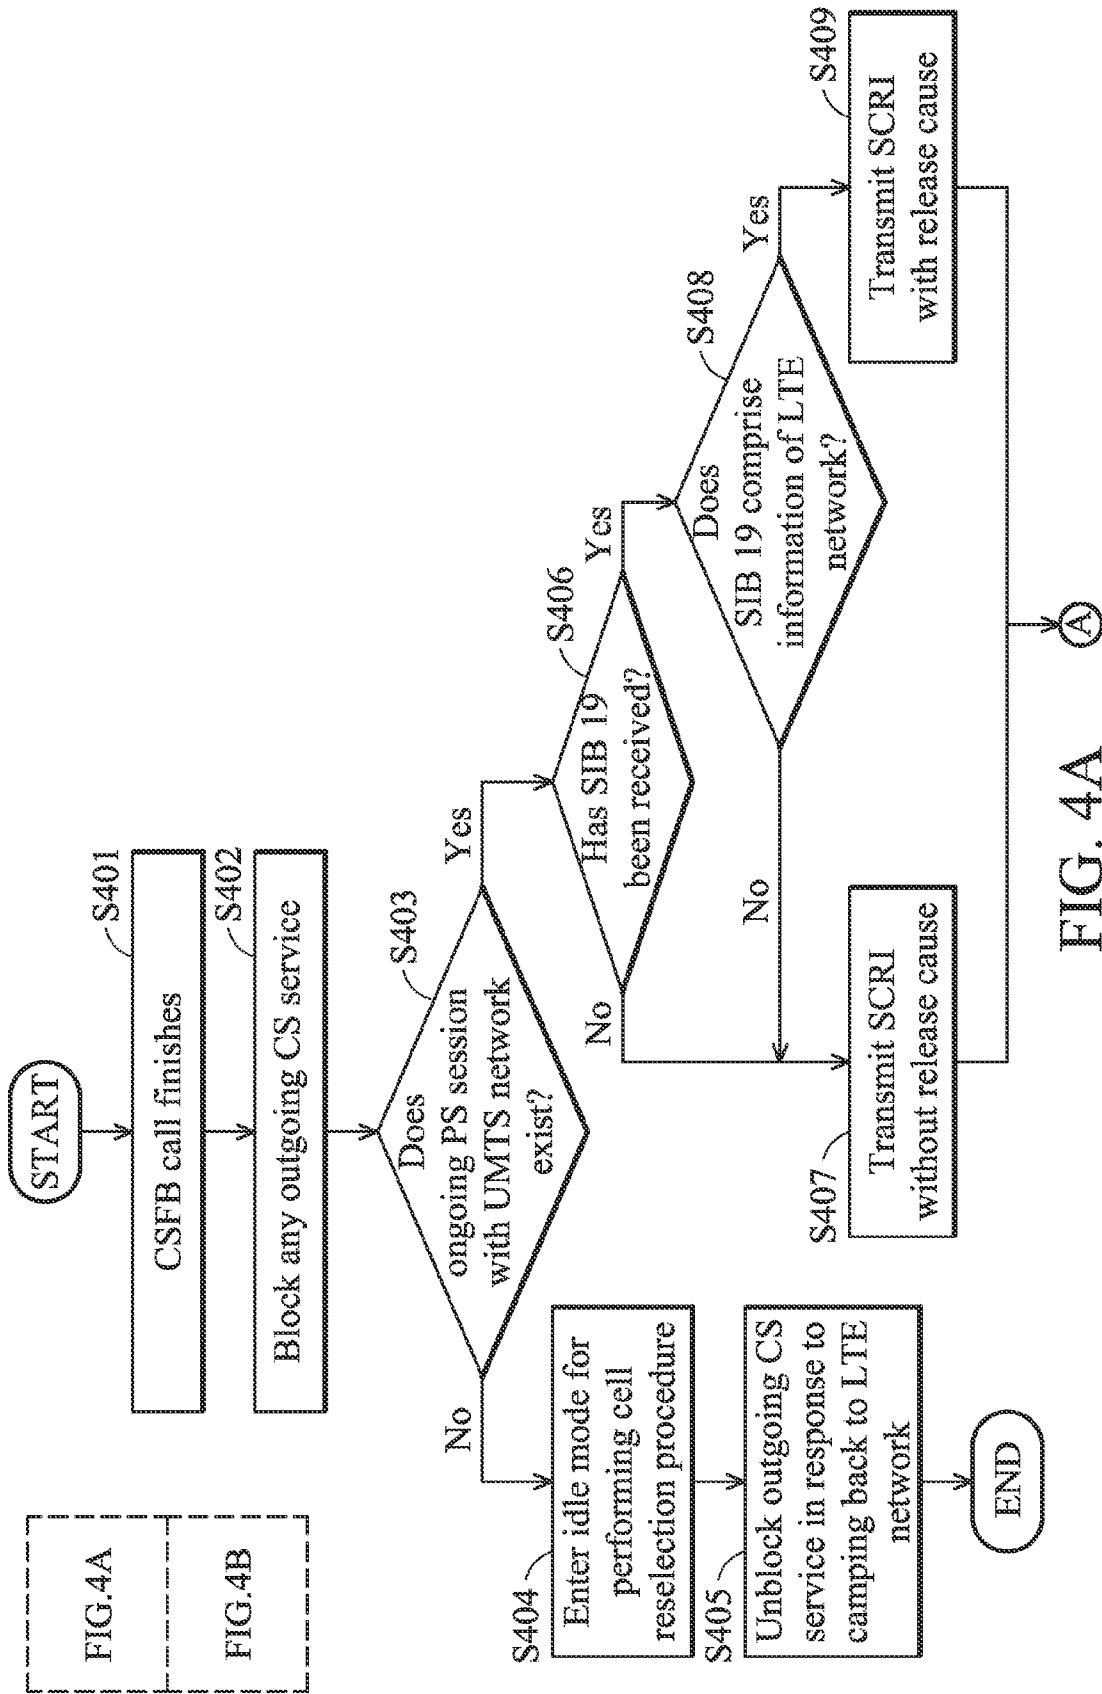 FIG.4A
FIG.4B
START
S401
CSFB call finishes
S402
Block any outgoing CS service
S403
Does
ongoing PS session
with UMTS network
exist?
No
Yes
S404
Enter idle mode for
performing cell
reselection procedure
S405
Unblock outgoing CS
service in response to
camping back to LTE
network
END
S406
Has SIB 19
been received?
No
Yes
S408
Does
SIB 19 comprise
information of LTE
network?
No
Yes
S407
Transmit SCRI
without release cause
S409
Transmit SCRI
with release cause
A
FIG. 4A